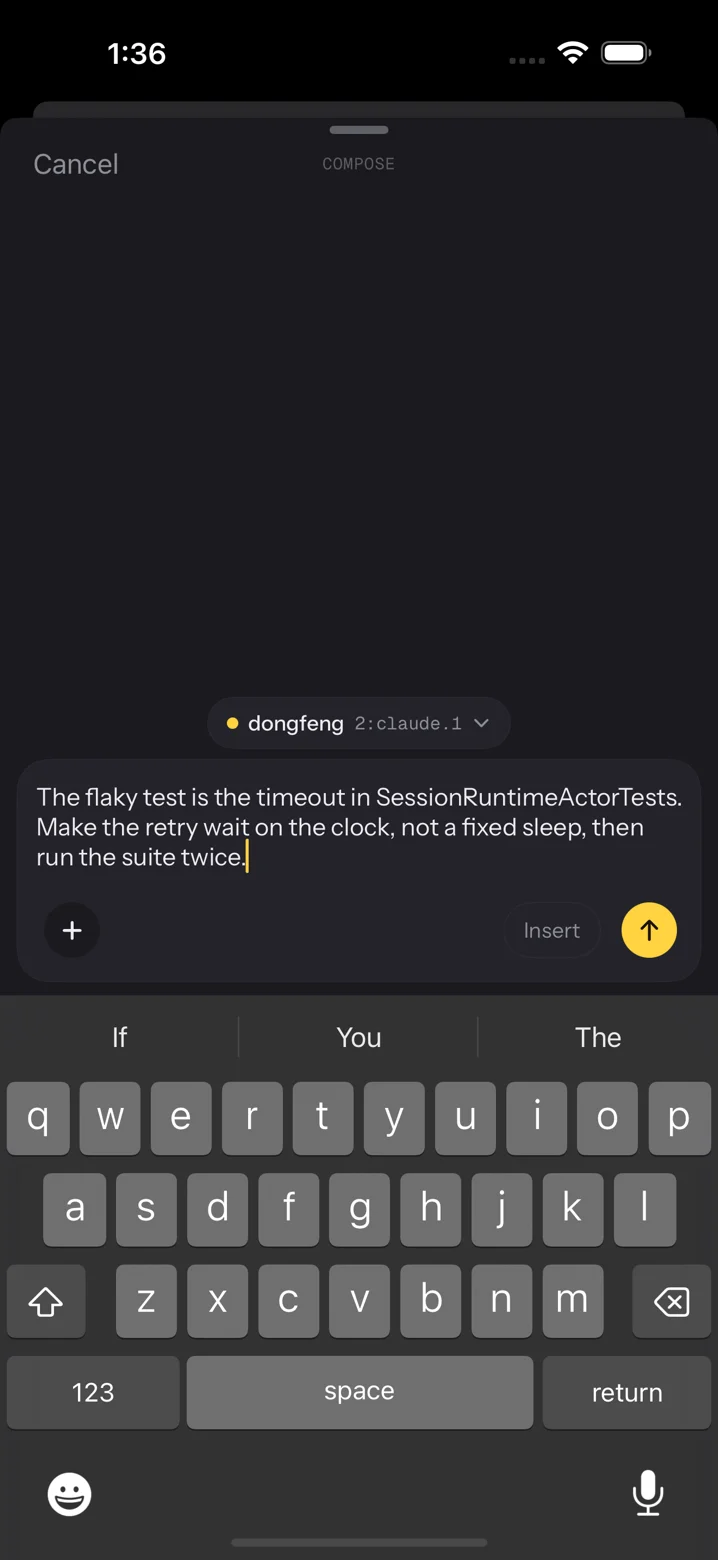 1:36
Cancel
COMPOSE
dongfeng 2:claude.1
The flaky test is the timeout in SessionRuntimeActorTests.
Make the retry wait on the clock, not a fixed sleep, then
run the suite twice.
Insert
If You The
q w e r t y u i o p
a s d f g h j k l
z x c v b n m
123 space return